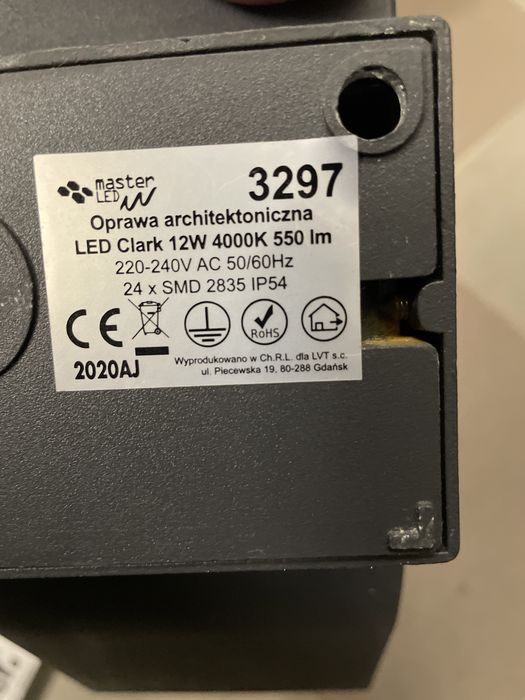 master
LED
3297
Oprawa architektoniczna
LED Clark 12W 4000K 550 lm
220-240V AC 50/60Hz
24 x SMD 2835 IP54
CE
RoHS
2020AJ
Wyprodukowano w Ch.R.L. dla LVT s.c.
ul. Piecewska 19, 80-288 Gdańsk